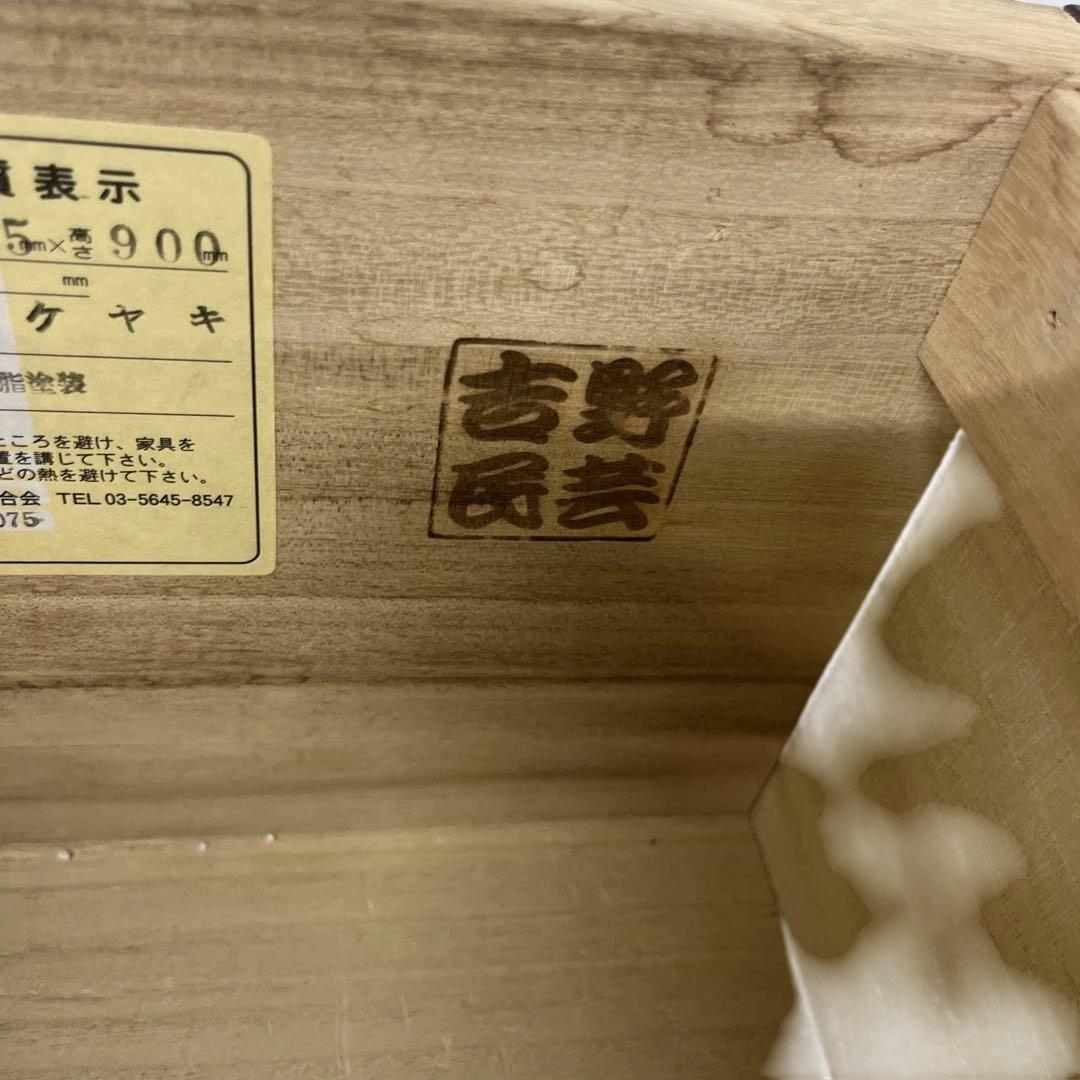 質表示
5mm×高さ900mm
mm
ケヤキ
脂塗装
ところを避け、家具を
置を講じて下さい。
どの熱を避けて下さい。
合会 TEL 03-5645-8547
075
吉野
民芸